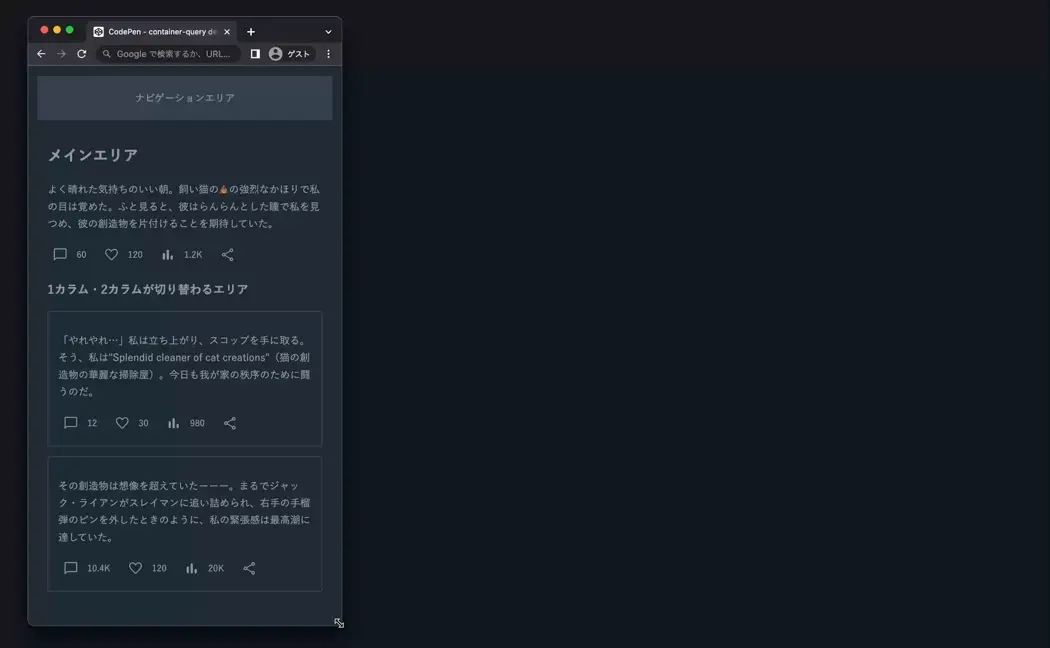 CodePen - container-query de
Google で検索するか、URL...
ゲスト
ナビゲーションエリア
メインエリア
よく晴れた気持ちのいい朝。飼い猫の💩の強烈なかほりで私
の目は覚めた。ふと見ると、彼はらんらんとした瞳で私を見
つめ、彼の創造物を片付けることを期待していた。
60 120 1.2K
1カラム・2カラムが切り替わるエリア
「やれやれ…」私は立ち上がり、スコップを手に取る。
そう、私は"Splendid cleaner of cat creations"（猫の創
造物の華麗な掃除屋）。今日も我が家の秩序のために闘
うのだ。
12 30 980
その創造物は想像を超えていたーーー。まるでジャッ
ク・ライアンがスレイマンに追い詰められ、右手の手榴
弾のピンを外したときのように、私の緊張感は最高潮に
達していた。
10.4K 120 20K